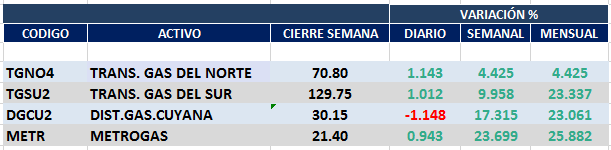 VARIACIÓN %
CODIGO ACTIVO CIERRE SEMANA DIARIO SEMANAL MENSUAL
TGNO4 TRANS. GAS DEL NORTE 70.80 1.143 4.425 4.425
TGSU2 TRANS. GAS DEL SUR 129.75 1.012 9.958 23.337
DGCU2 DIST.GAS.CUYANA 30.15 -1.148 17.315 23.061
METR METROGAS 21.40 0.943 23.699 25.882